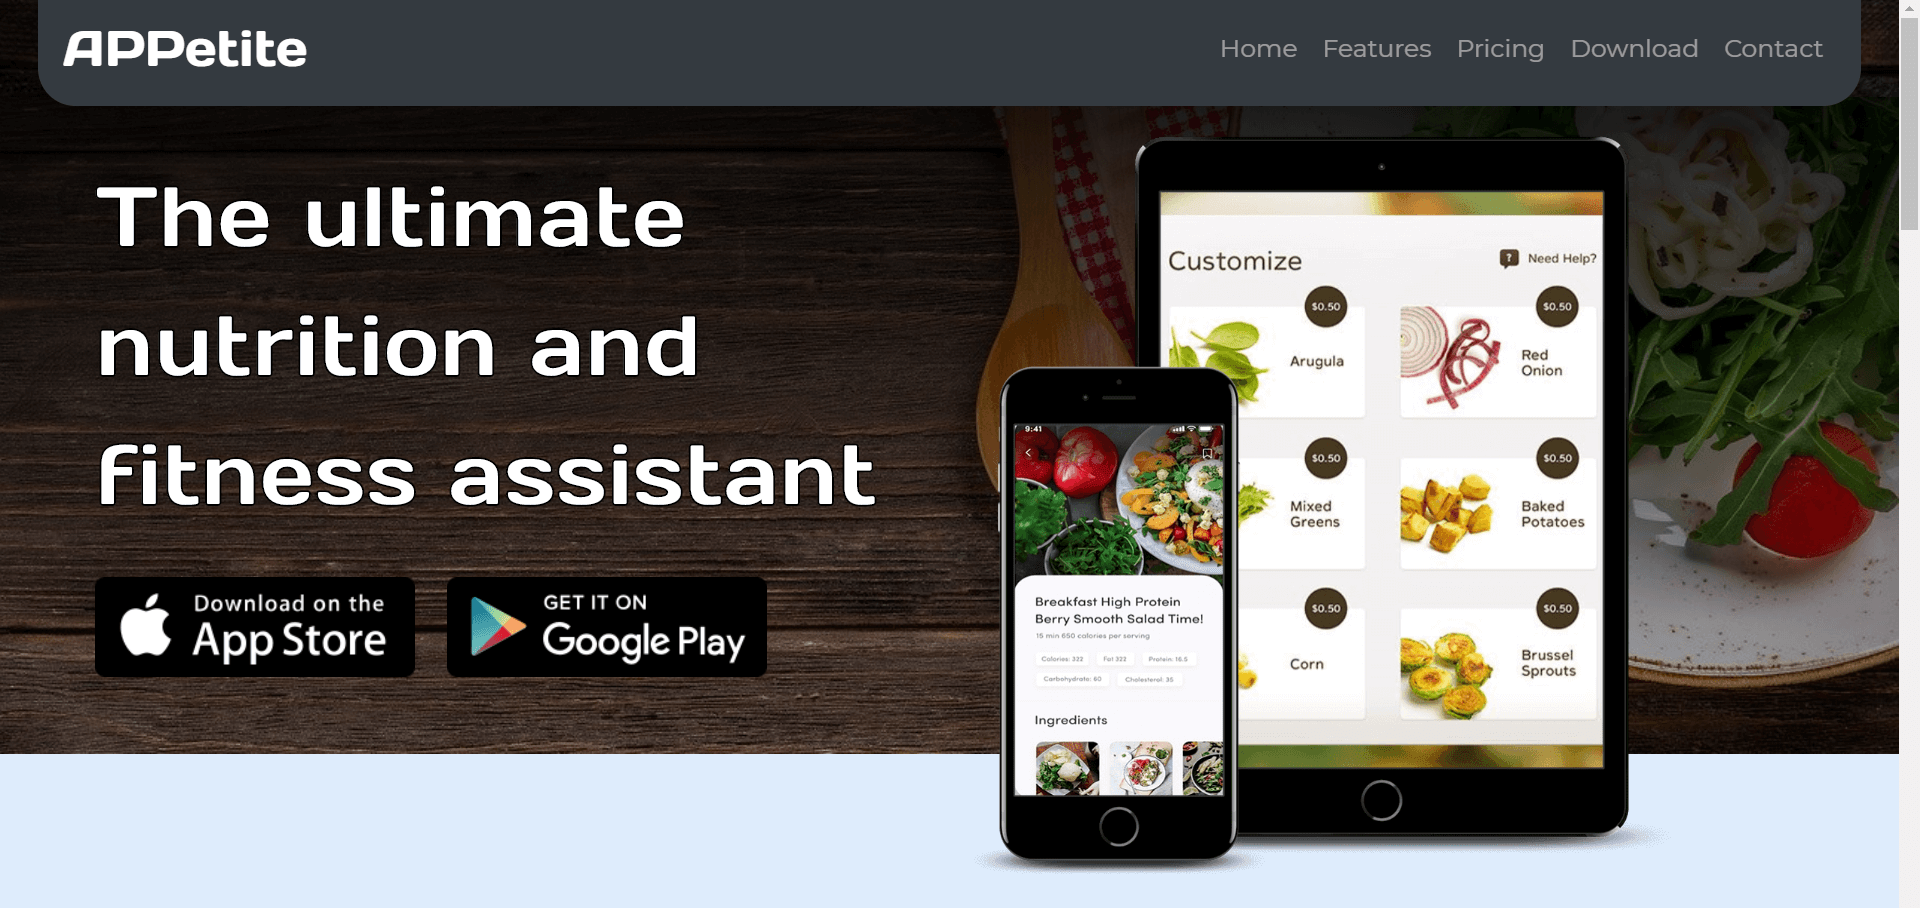 APPetite
Home Features Pricing Download Contact
The ultimate
nutrition and
fitness assistant
Download on the
App Store
GET IT ON
Google Play
Customize
? Need Help?
$0.50
Arugula
$0.50
Red
Onion
$0.50
Mixed
Greens
$0.50
Baked
Potatoes
$0.50
Corn
$0.50
Brussel
Sprouts
9:41
Breakfast High Protein
Berry Smooth Salad Time!
15 min 650 calories per serving
Calories: 322 Fat 322 Protein: 16.5
Carbohydrate: 60 Cholesterol: 35
Ingredients